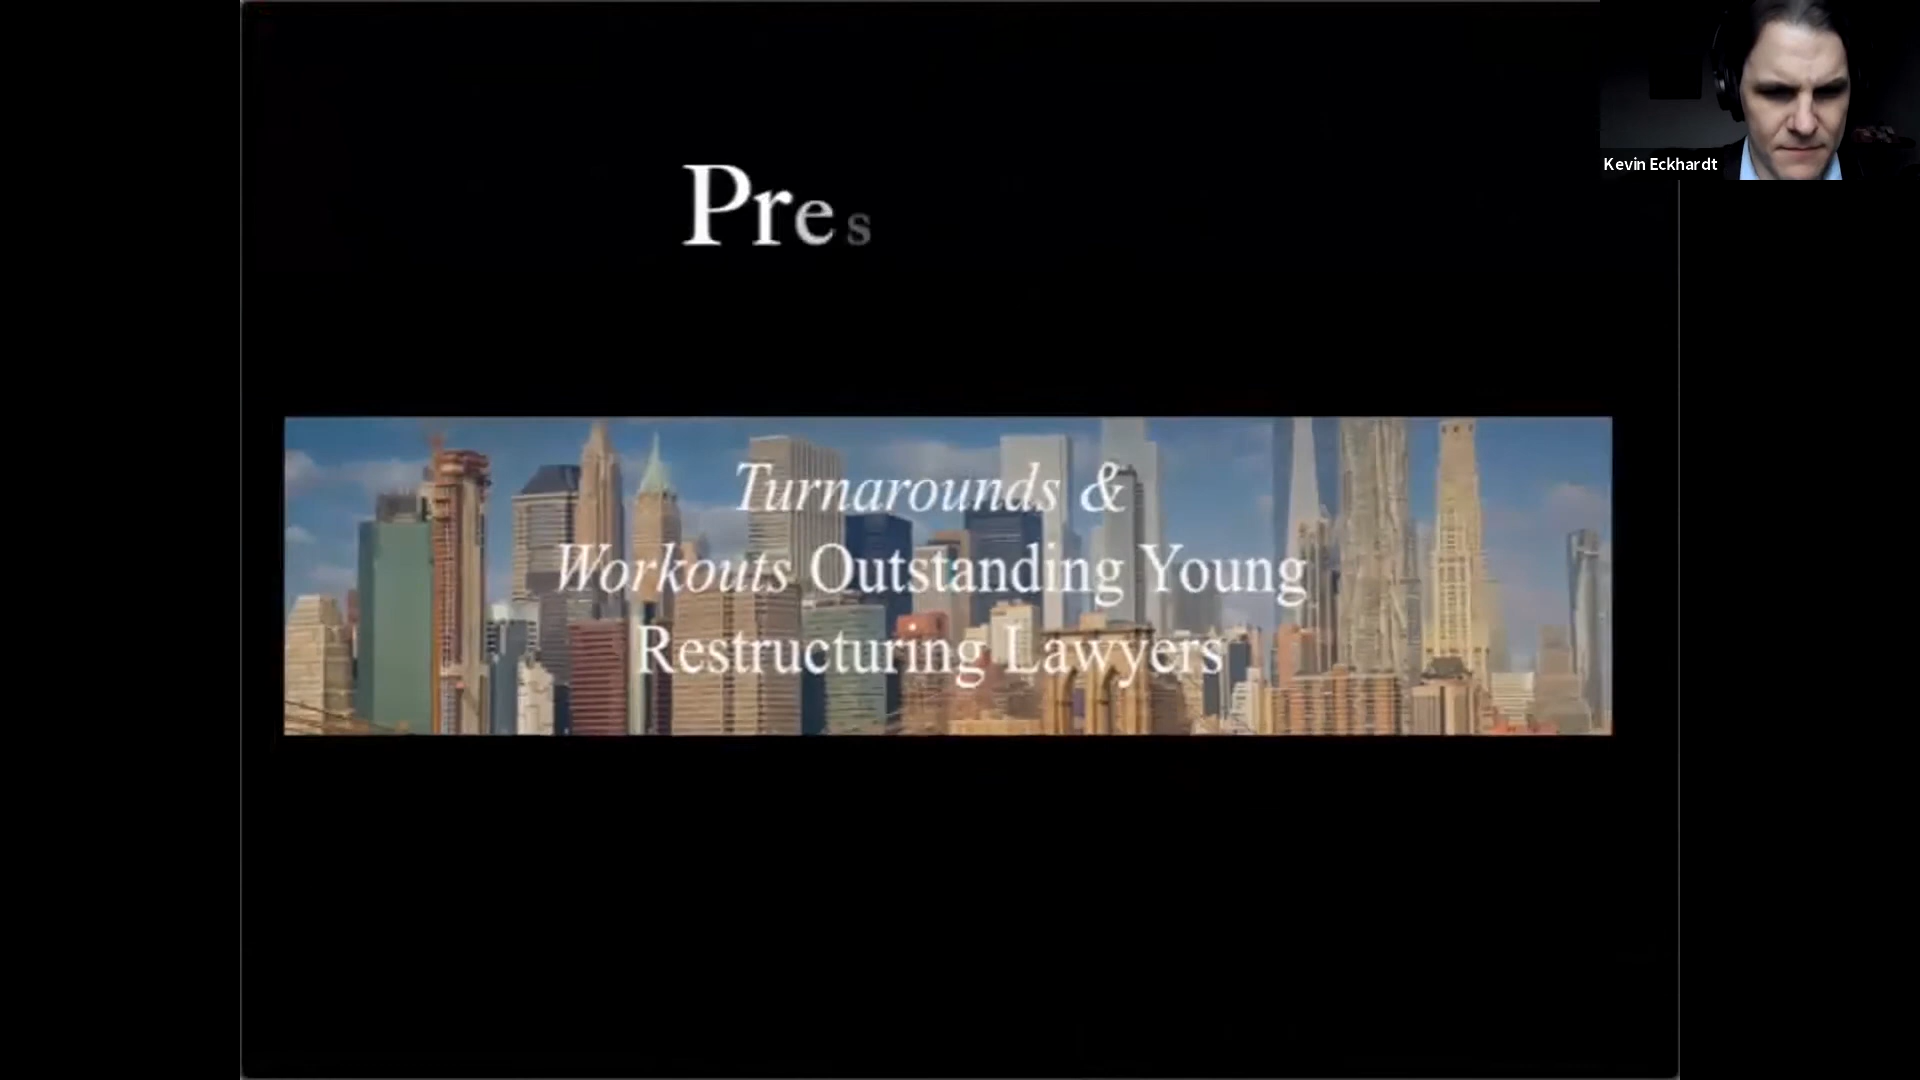 Pres
Turnarounds &
Workouts Outstanding Young
Restructuring Lawyers
Kevin Eckhardt